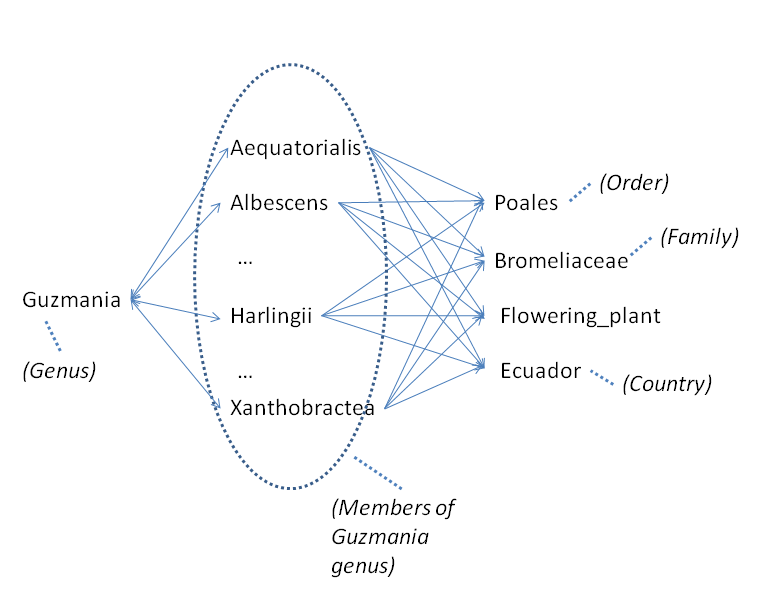 Aequatorialis
Albescens
...
Harlingii
...
Xanthobractea
Guzmania
(Genus)
Poales
(Order)
Bromeliaceae
(Family)
Flowering_plant
Ecuador
(Country)
(Members of
Guzmania
genus)